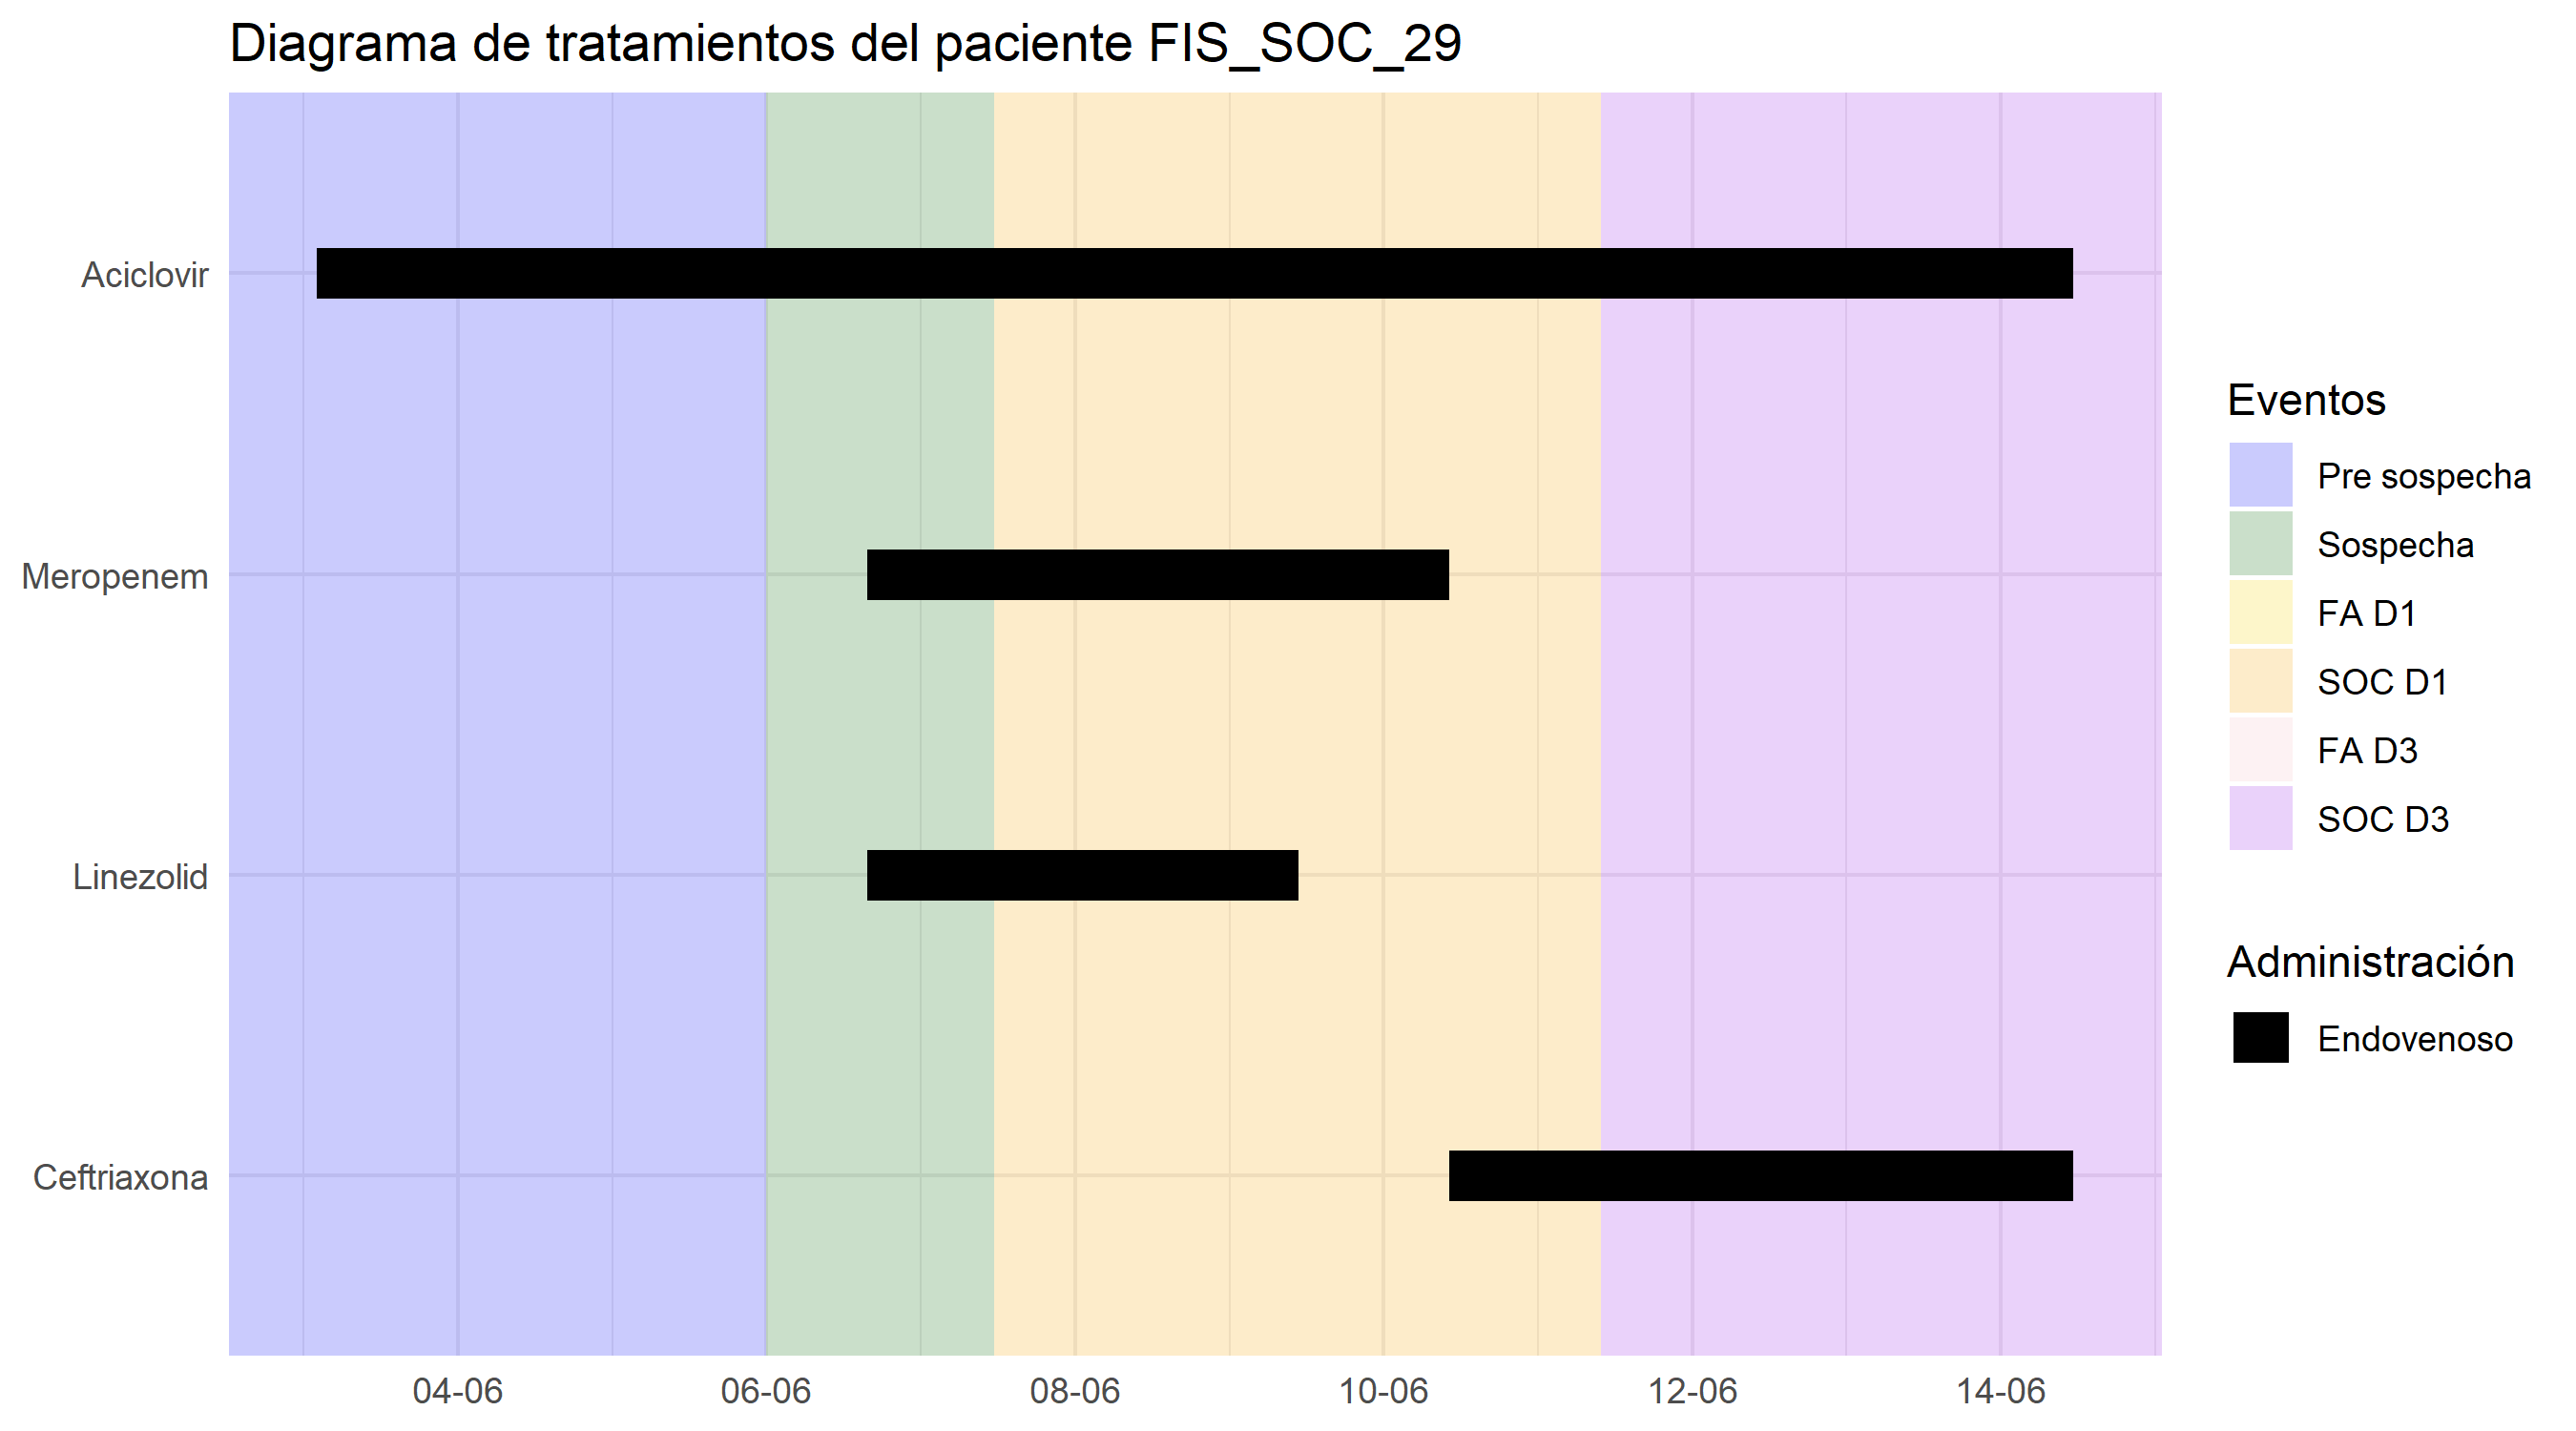 Diagrama de tratamientos del paciente FIS_SOC_29
Aciclovir
Meropenem
Linezolid
Ceftriaxona
04-06
06-06
08-06
10-06
12-06
14-06
Eventos
Pre sospecha
Sospecha
FA D1
SOC D1
FA D3
SOC D3
Administración
Endovenoso